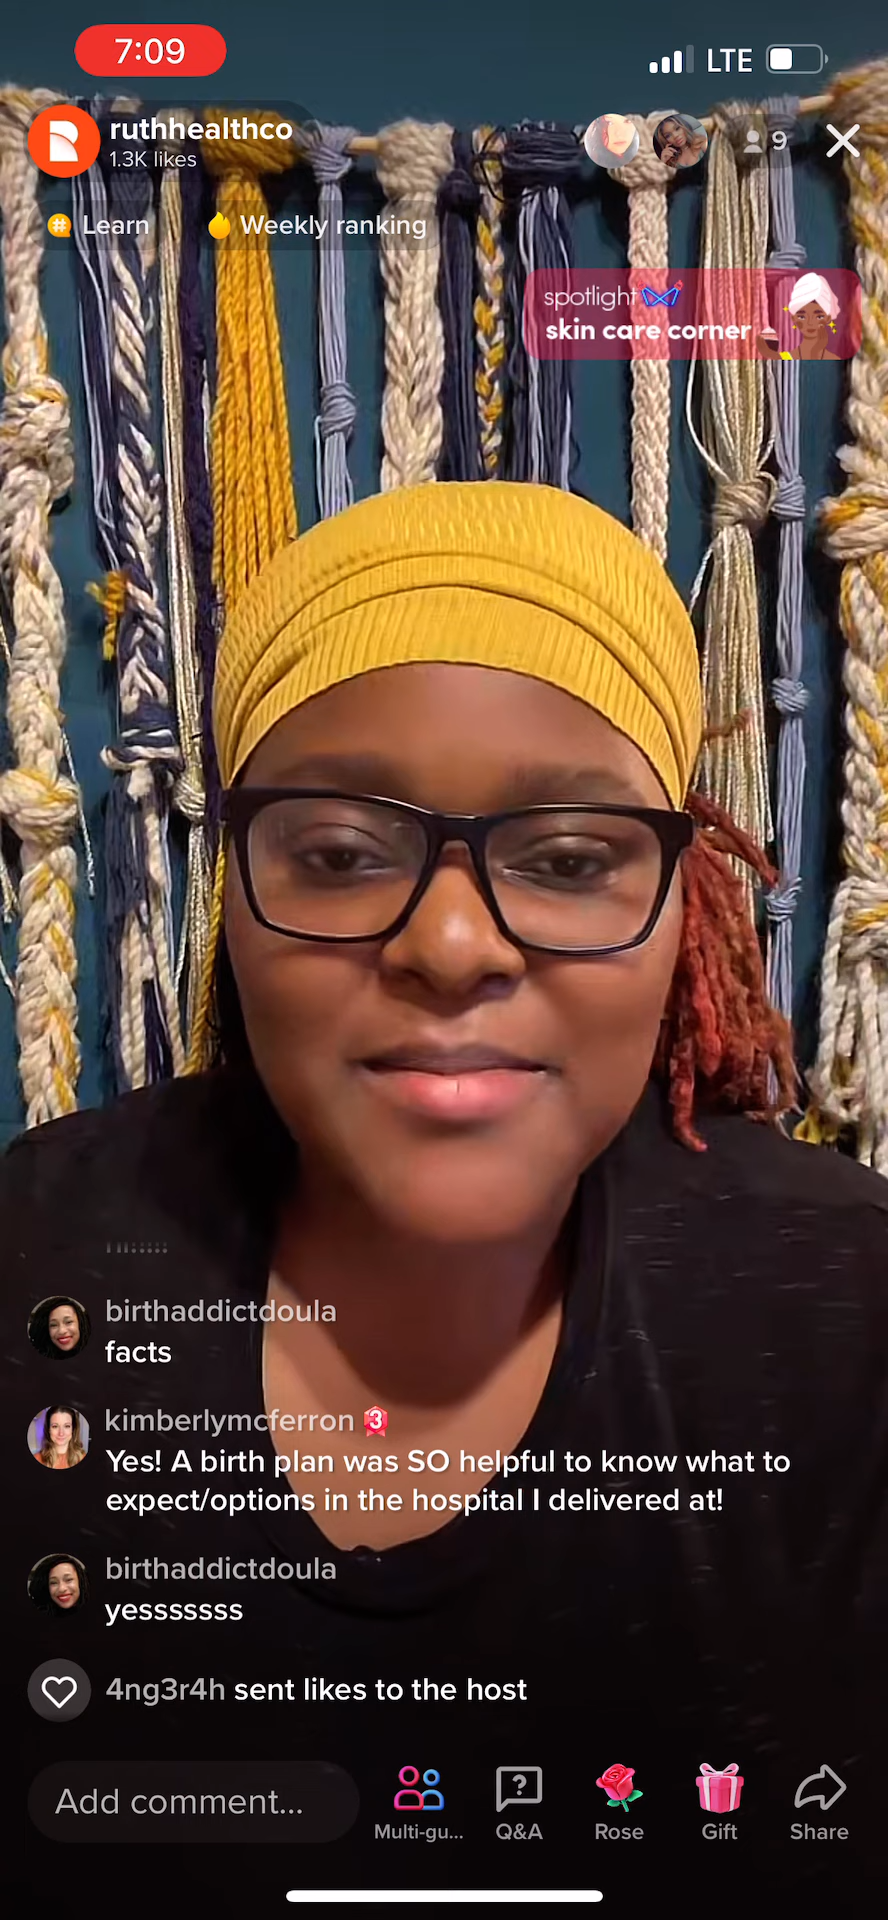 7:09
LTE
ruthhealthco
1.3K likes
9
Learn
Weekly ranking
spotlight
skin care corner
birthaddictdoula
facts
kimberlymcferron 3
Yes! A birth plan was SO helpful to know what to
expect/options in the hospital I delivered at!
birthaddictdoula
yesssssss
4ng3r4h sent likes to the host
Add comment...
Multi-gu...
Q&A
Rose
Gift
Share